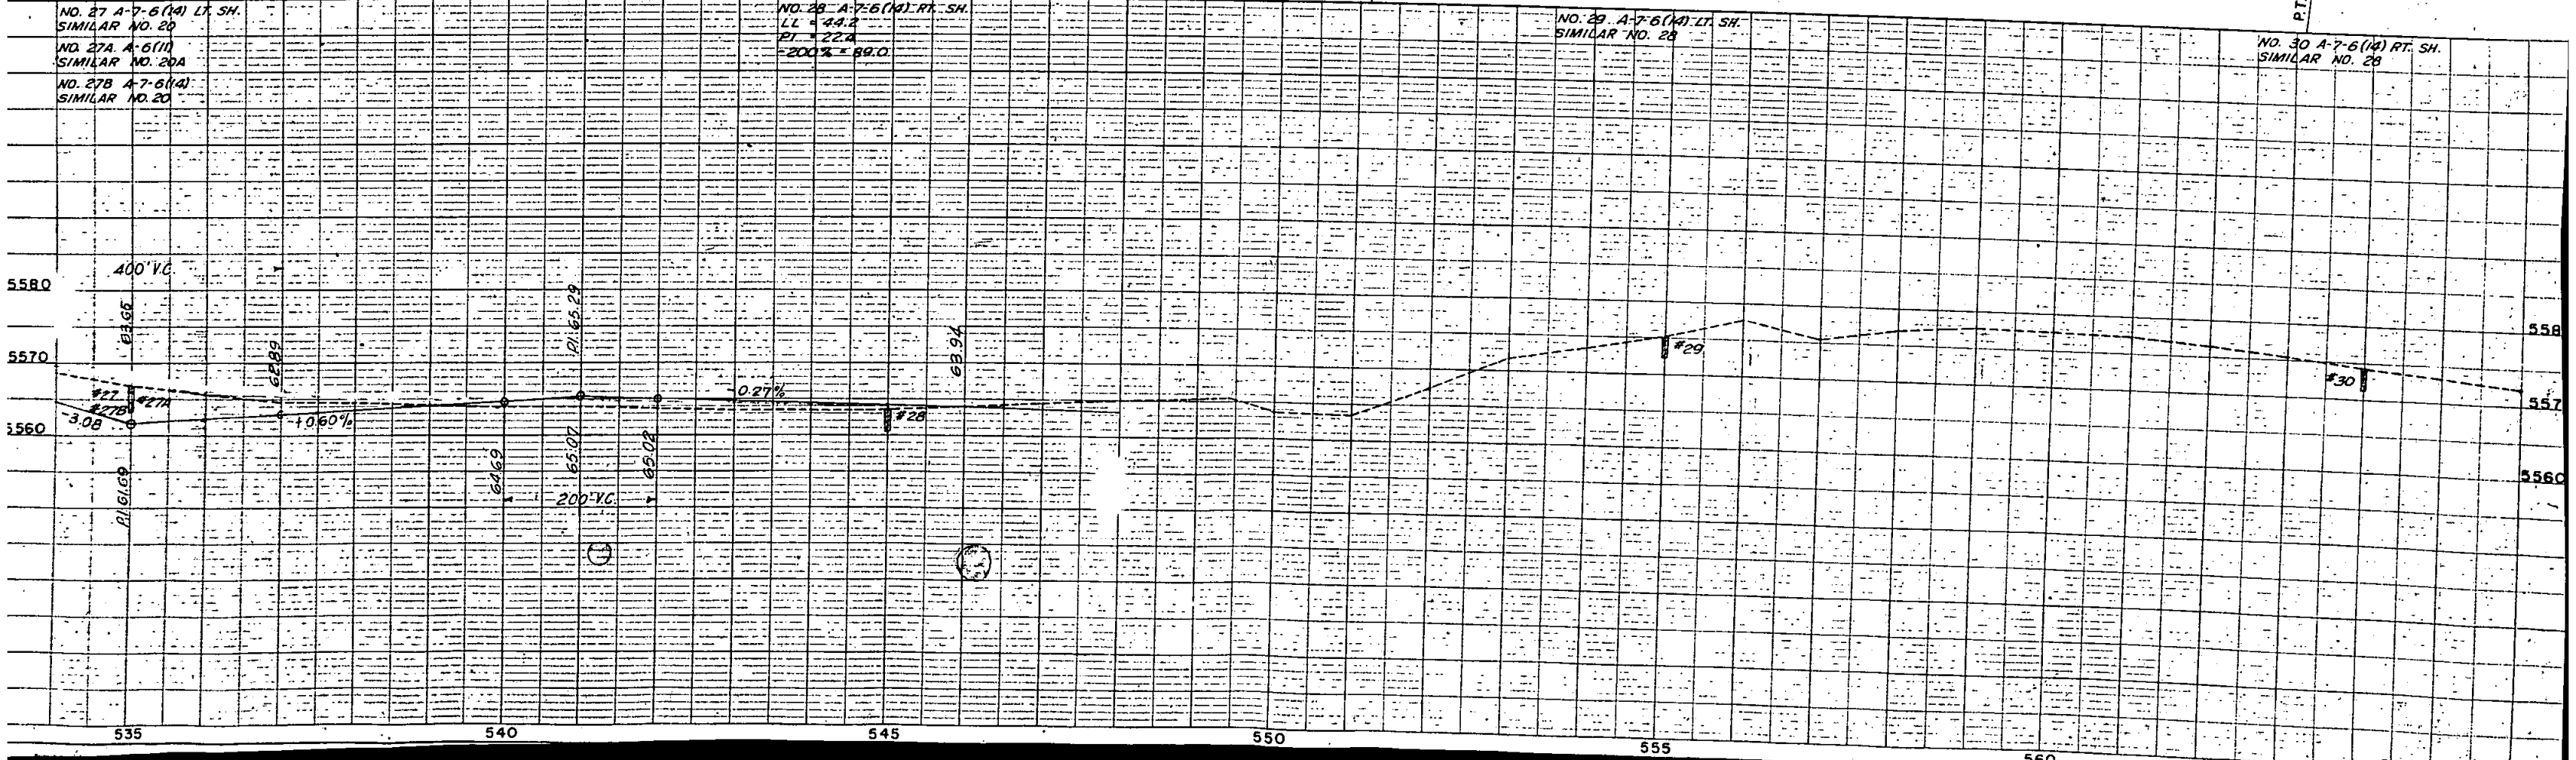 NO. 27 A-7-6(14) LT. SH.
SIMILAR NO. 20
NO. 27A A-6(11)
SIMILAR NO. 20A
NO. 27B A-7-6(14)
SIMILAR NO. 20
NO. 28 A-7-6(14) RT. SH.
LL = 44.2
PI = 22.4
-200% = 89.0
NO. 29 A-7-6(14) LT. SH.
SIMILAR NO. 28
P.T.
NO. 30 A-7-6(14) RT. SH.
SIMILAR NO. 28
400' V.C.
5580
63.66
62.89
P.I. 65.29
63.94
558
5570
#27
#27A
#27B
3.08
+0.60%
-0.27%
#28
#29
#30
557
5560
P.I. 61.69
64.69
65.07
65.02
200' V.C.
5560
535
540
545
550
555
560